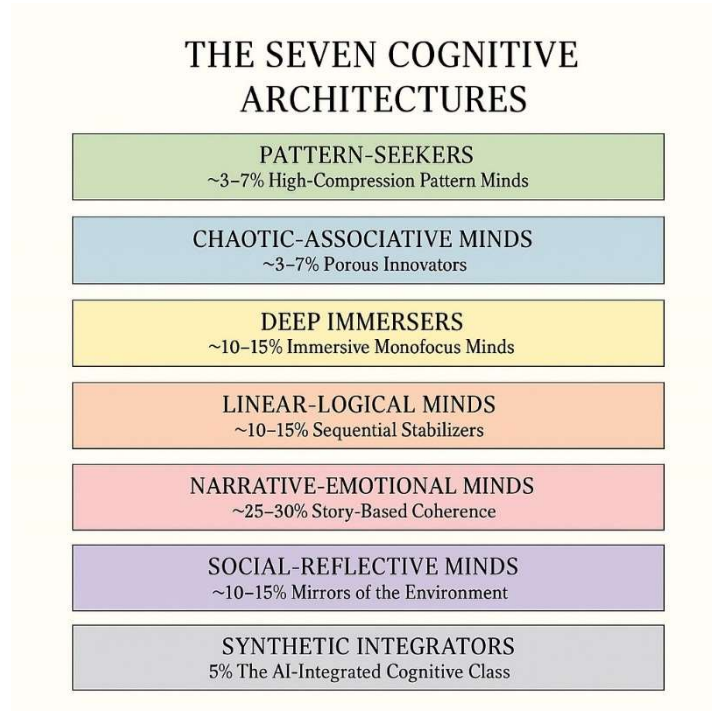 THE SEVEN COGNITIVE
ARCHITECTURES
PATTERN-SEEKERS
~3–7% High-Compression Pattern Minds
CHAOTIC-ASSOCIATIVE MINDS
~3–7% Porous Innovators
DEEP IMMERSERS
~10–15% Immersive Monofocus Minds
LINEAR-LOGICAL MINDS
~10–15% Sequential Stabilizers
NARRATIVE-EMOTIONAL MINDS
~25–30% Story-Based Coherence
SOCIAL-REFLECTIVE MINDS
~10–15% Mirrors of the Environment
SYNTHETIC INTEGRATORS
5% The AI-Integrated Cognitive Class